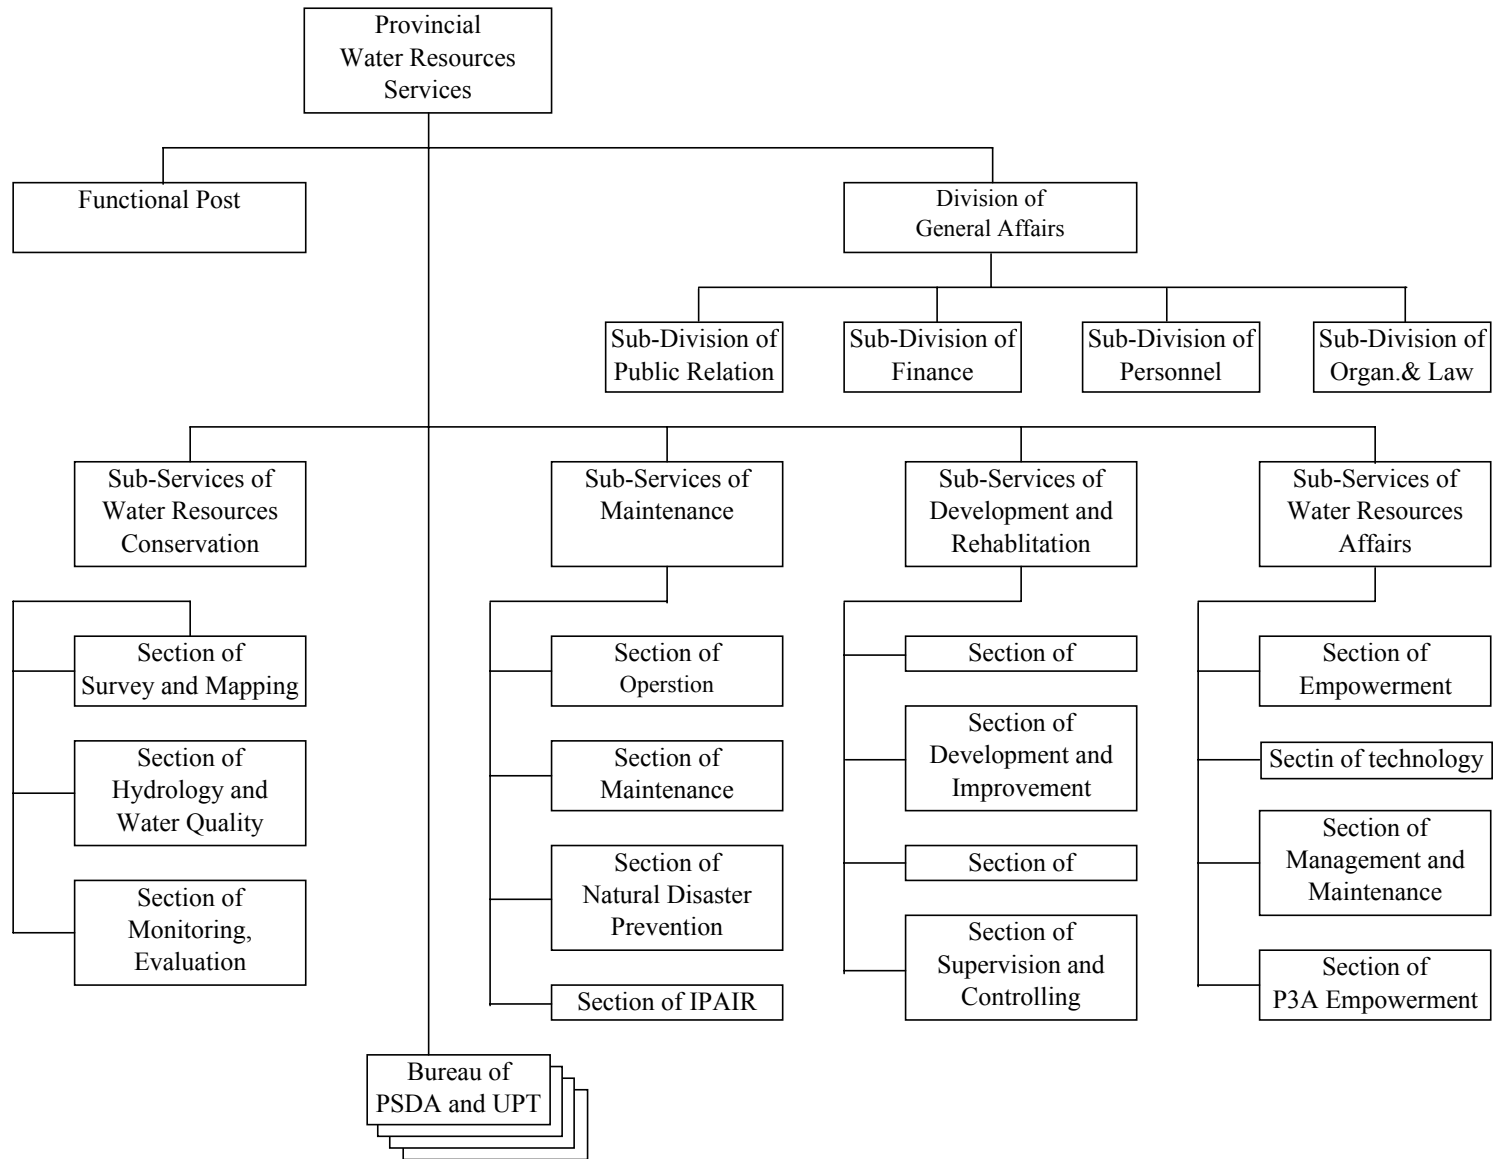 Provincial
Water Resources
Services
Functional Post
Division of
General Affairs
Sub-Division of
Public Relation
Sub-Division of
Finance
Sub-Division of
Personnel
Sub-Division of
Organ.& Law
Sub-Services of
Water Resources
Conservation
Sub-Services of
Maintenance
Sub-Services of
Development and
Rehablitation
Sub-Services of
Water Resources
Affairs
Section of
Survey and Mapping
Section of
Hydrology and
Water Quality
Section of
Monitoring,
Evaluation
Section of
Operstion
Section of
Maintenance
Section of
Natural Disaster
Prevention
Section of IPAIR
Section of
Section of
Development and
Improvement
Section of
Section of
Supervision and
Controlling
Section of
Empowerment
Sectin of technology
Section of
Management and
Maintenance
Section of
P3A Empowerment
Bureau of
PSDA and UPT